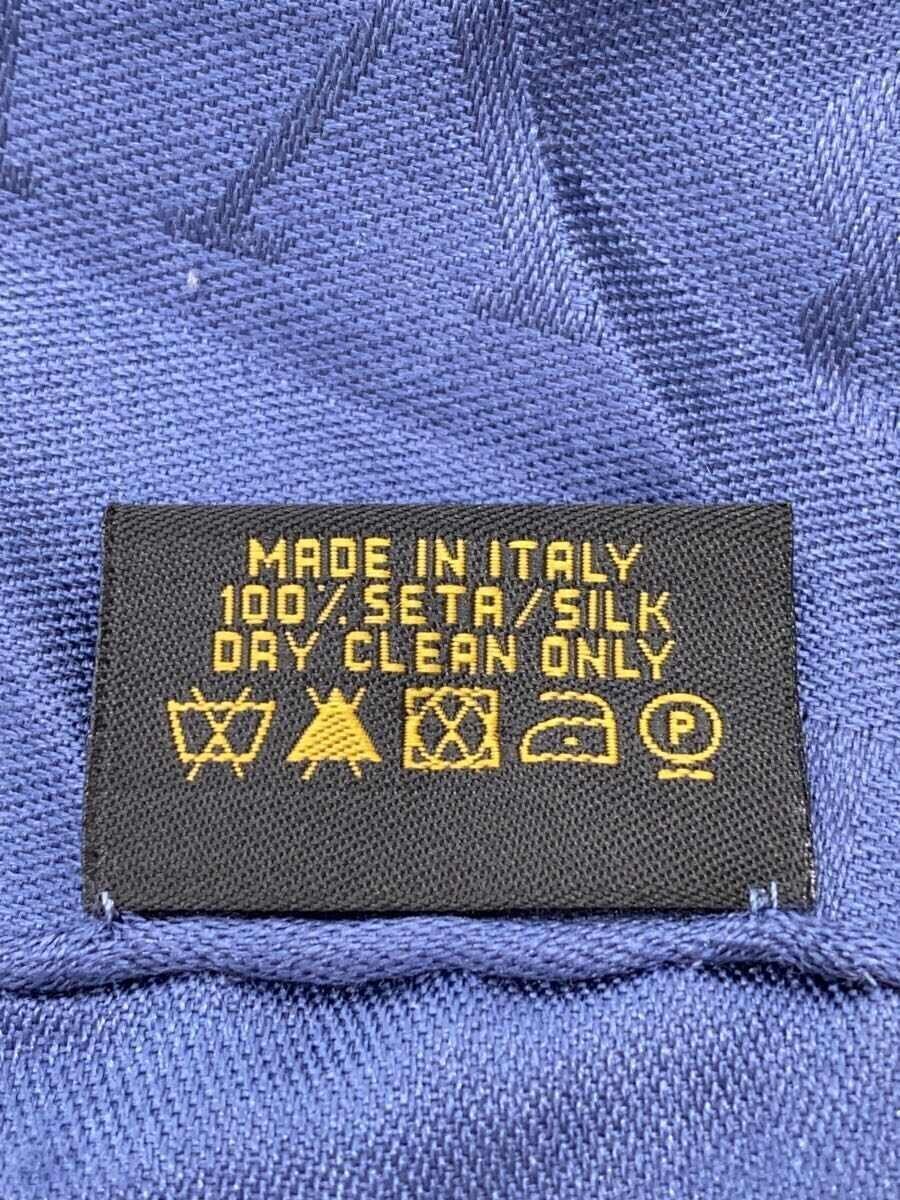 MADE IN ITALY
100% SETA/SILK
DRY CLEAN ONLY
P